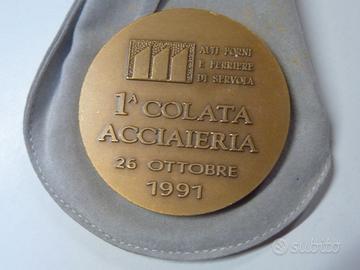 ALTI FORNI
E FERRIERE
DI SERVOLA
1A COLATA
ACCIAIERIA
26 OTTOBRE
1991
subito